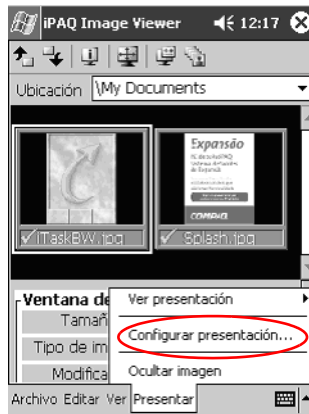 iPAQ Image Viewer 12:17
Ubicación \My Documents
Expansão
COMPAQ
iTaskBW.jpg Splash.jpg
Ventana de
Tamañ
Tipo de im
Modifica
Ver presentación
Configurar presentación...
Ocultar imagen
Archivo Editar Ver Presentar